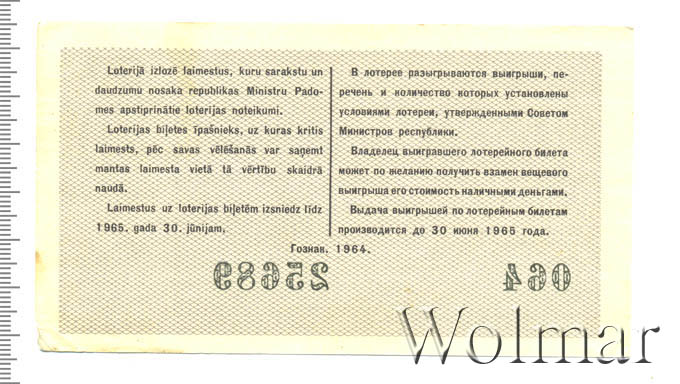 Loterijā izlozē laimestus, kuru sarakstu un
daudzumu nosaka republikas Ministru Pado-
mes apstiprinātie loterijas noteikumi.
Loterijas biļetes īpašnieks, uz kuras kritis
laimests, pēc savas vēlēšanās var saņemt
mantas laimesta vietā tā vērtību skaidrā
naudā.
Laimestus uz loterijas biļetēm izsniedz līdz
1965. gada 30. jūnijam.
В лотерее разыгрываются выигрыши, пе-
речень и количество которых установлены
условиями лотереи, утвержденными Советом
Министров республики.
Владелец выигравшего лотерейного билета
может по желанию получить взамен вещевого
выигрыша его стоимость наличными деньгами.
Выдача выигрышей по лотерейным билетам
производится до 30 июня 1965 года.
Гознак. 1964.
25689
064
Wolmar